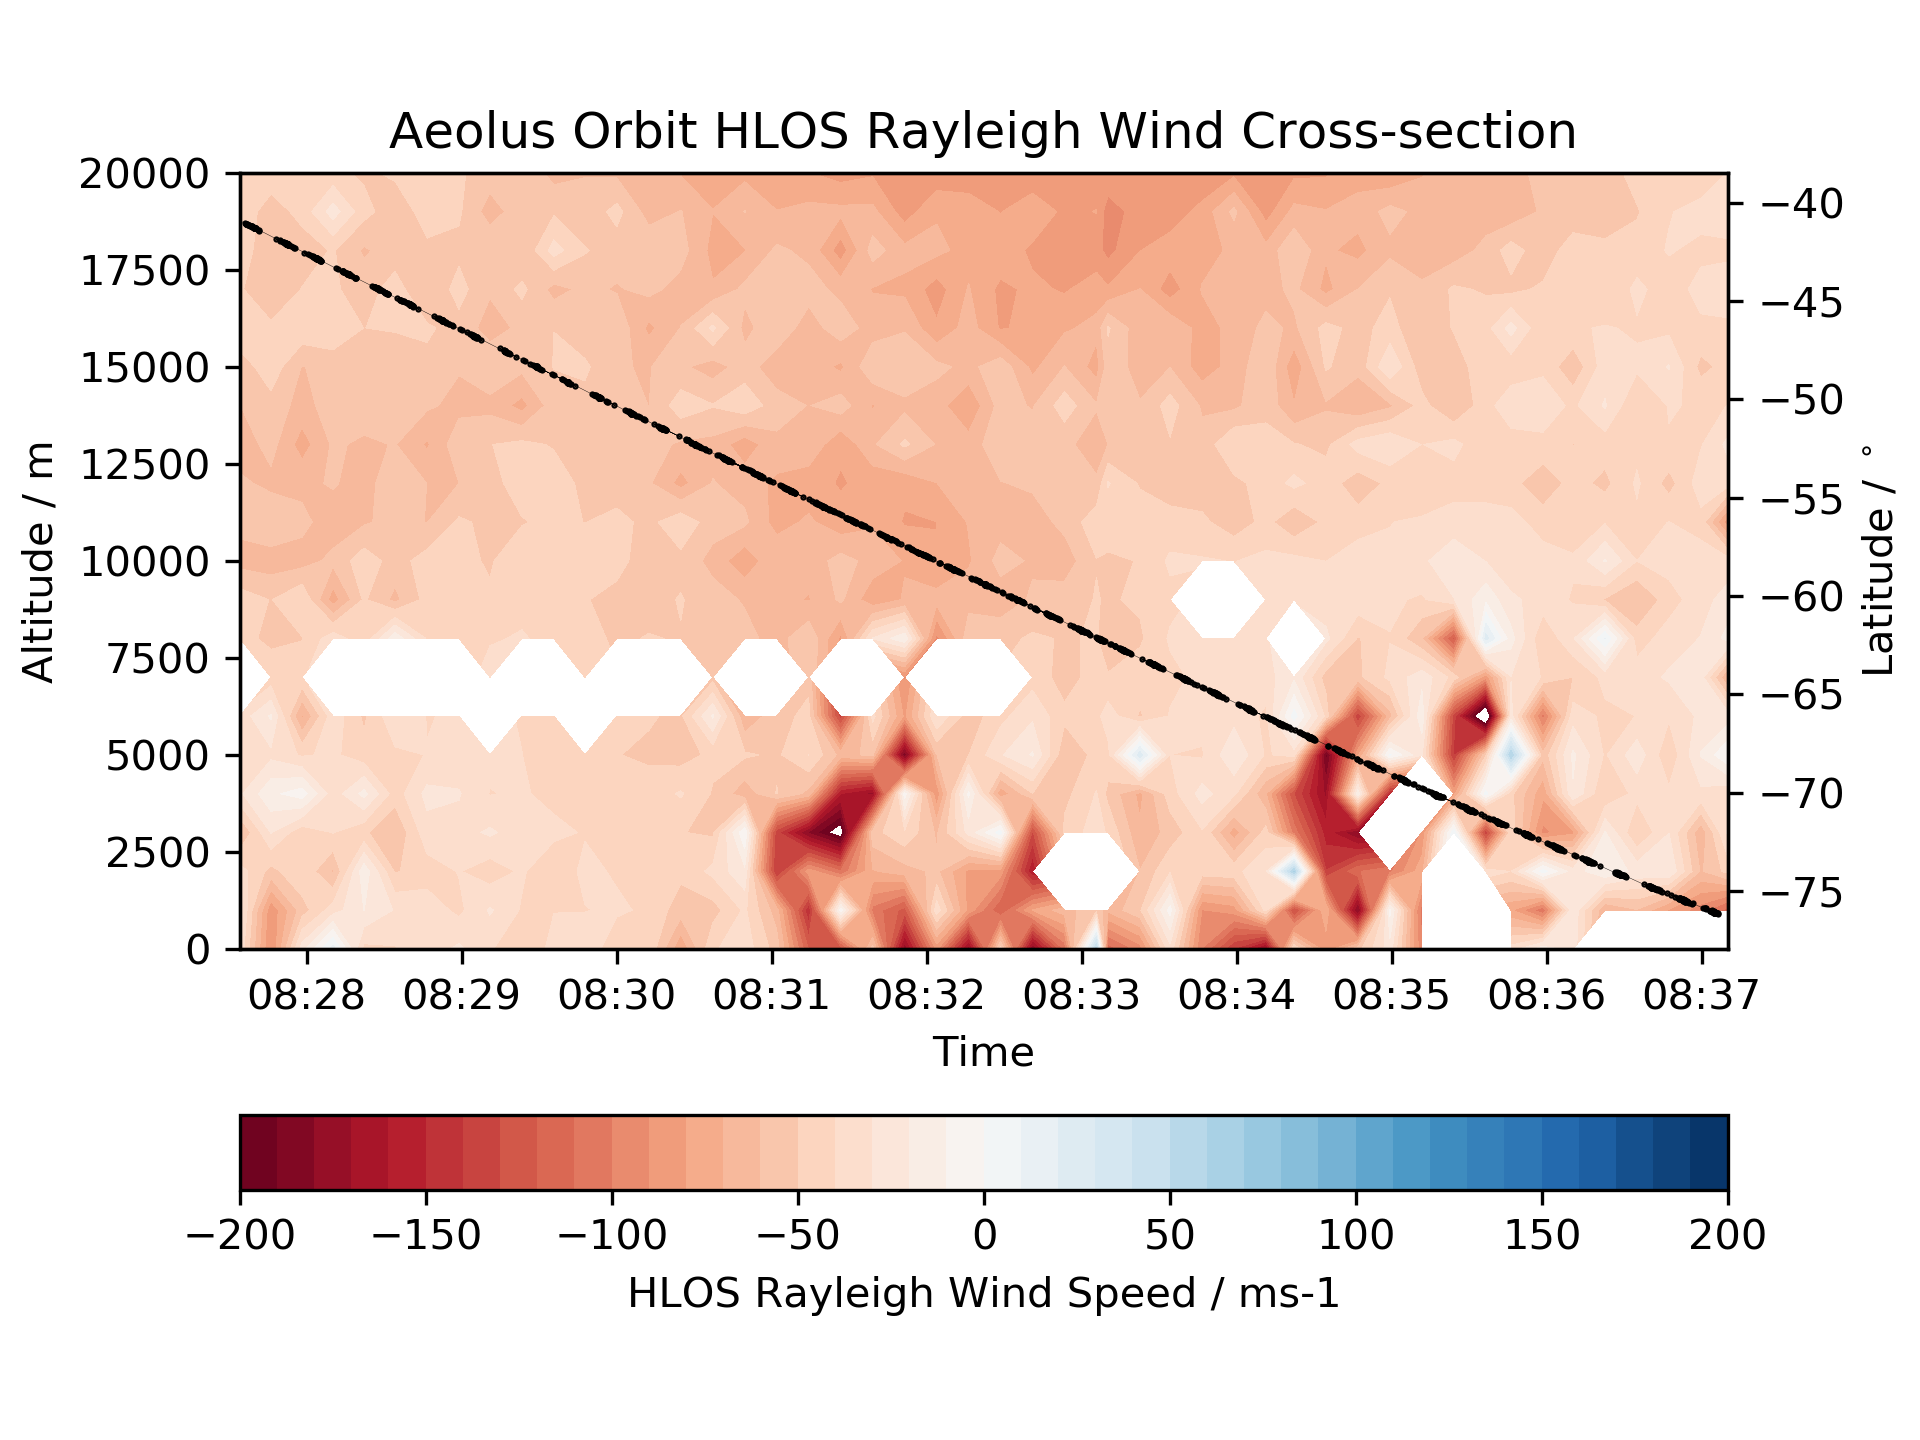 Aeolus Orbit HLOS Rayleigh Wind Cross-section
20000
17500
15000
12500
10000
7500
5000
2500
0
Altitude / m
−40
−45
−50
−55
−60
−65
−70
−75
Latitude / °
08:28 08:29 08:30 08:31 08:32 08:33 08:34 08:35 08:36 08:37
Time
−200 −150 −100 −50 0 50 100 150 200
HLOS Rayleigh Wind Speed / ms-1